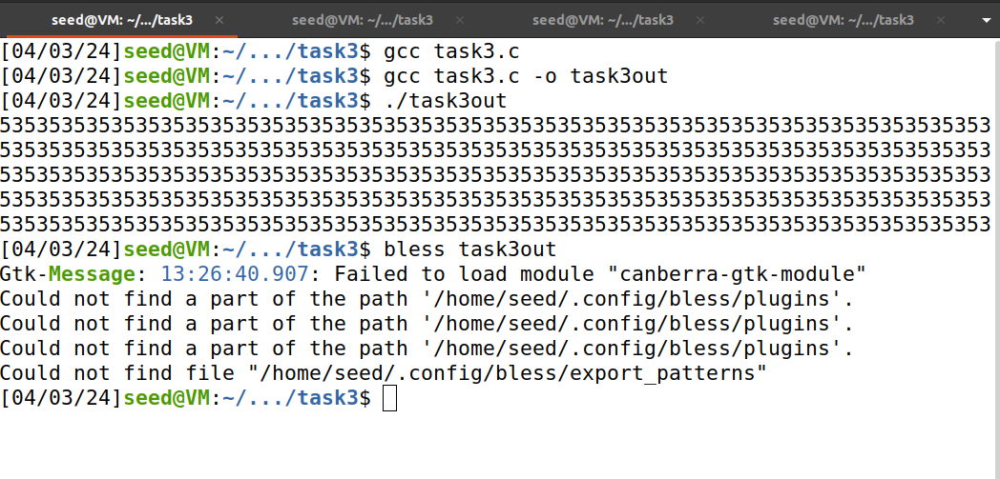 seed@VM: ~/.../task3 × seed@VM: ~/.../task3 × seed@VM: ~/.../task3 × seed@VM: ~/.../task3 ×
[04/03/24]seed@VM:~/.../task3$ gcc task3.c
[04/03/24]seed@VM:~/.../task3$ gcc task3.c -o task3out
[04/03/24]seed@VM:~/.../task3$ ./task3out
53535353535353535353535353535353535353535353535353535353535353535353535353535353
53535353535353535353535353535353535353535353535353535353535353535353535353535353
53535353535353535353535353535353535353535353535353535353535353535353535353535353
53535353535353535353535353535353535353535353535353535353535353535353535353535353
53535353535353535353535353535353535353535353535353535353535353535353535353535353
[04/03/24]seed@VM:~/.../task3$ bless task3out
Gtk-Message: 13:26:40.907: Failed to load module "canberra-gtk-module"
Could not find a part of the path '/home/seed/.config/bless/plugins'.
Could not find a part of the path '/home/seed/.config/bless/plugins'.
Could not find a part of the path '/home/seed/.config/bless/plugins'.
Could not find file "/home/seed/.config/bless/export_patterns"
[04/03/24]seed@VM:~/.../task3$